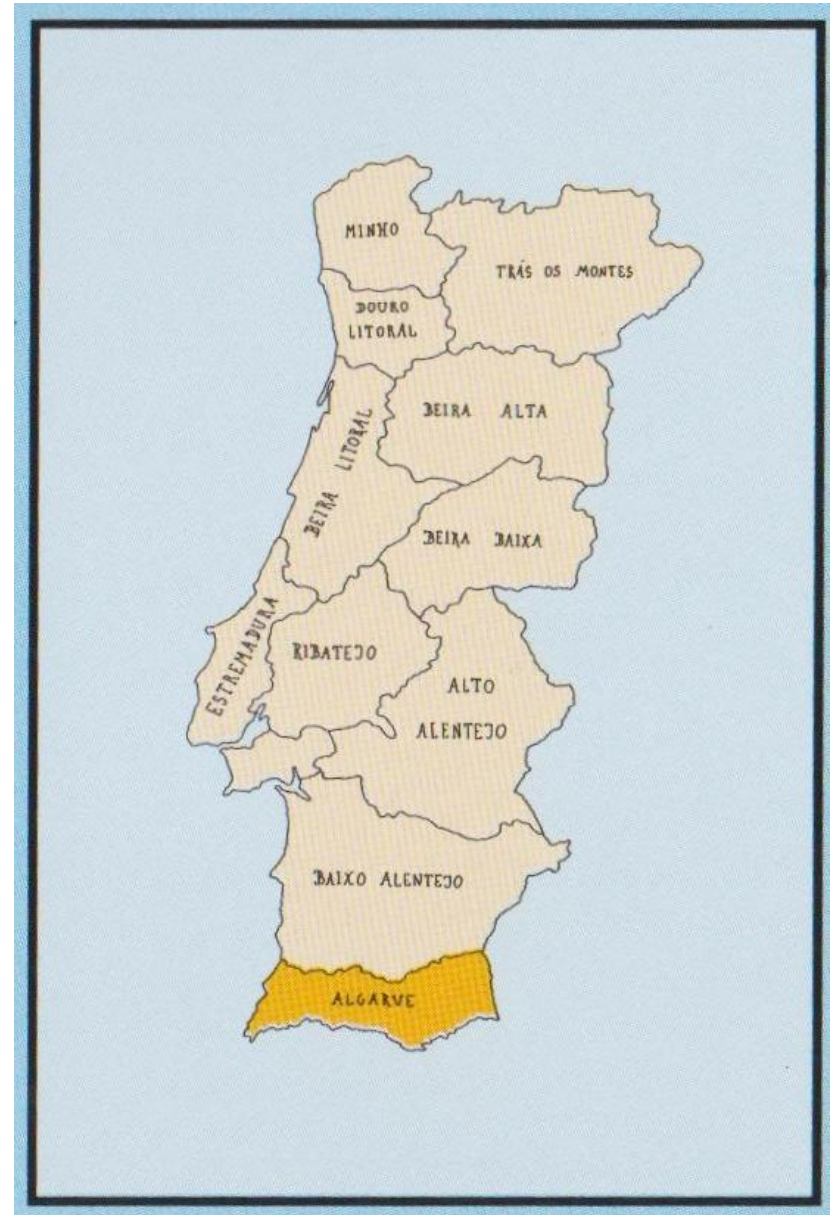 MINHO
TRÁS OS MONTES
DOURO
LITORAL
BEIRA ALTA
BEIRA LITORAL
BEIRA BAIXA
ESTREMADURA
RIBATEJO
ALTO
ALENTEJO
BAIXO ALENTEJO
ALGARVE